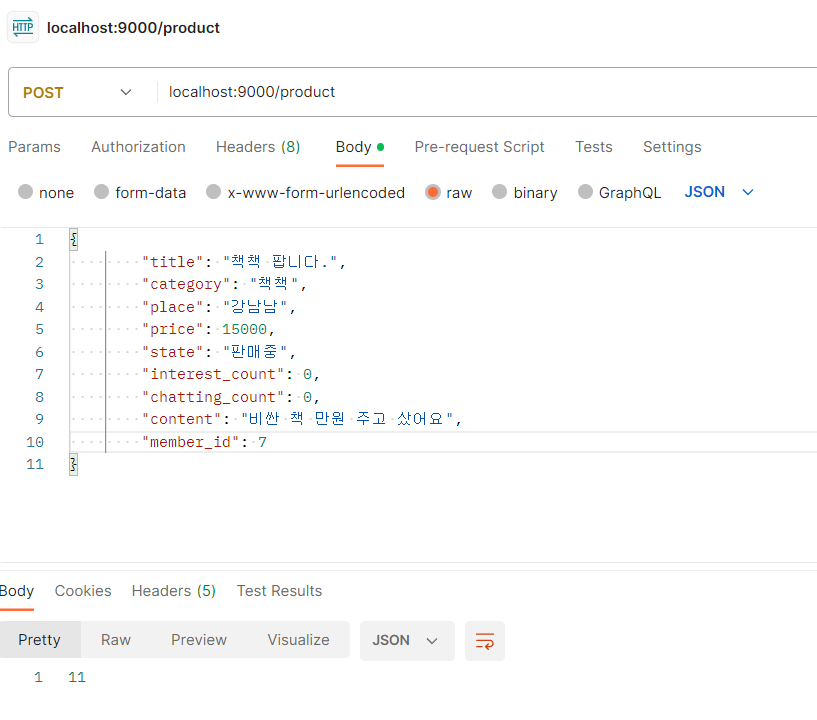 HTTP localhost:9000/product
POST localhost:9000/product
Params Authorization Headers (8) Body Pre-request Script Tests Settings
none form-data x-www-form-urlencoded raw binary GraphQL JSON
1 {
2 "title": "책책 팝니다.",
3 "category": "책책",
4 "place": "강남남",
5 "price": 15000,
6 "state": "판매중",
7 "interest_count": 0,
8 "chatting_count": 0,
9 "content": "비싼 책 만원 주고 샀어요",
10 "member_id": 7
11 }
Body Cookies Headers (5) Test Results
Pretty Raw Preview Visualize JSON
1 11